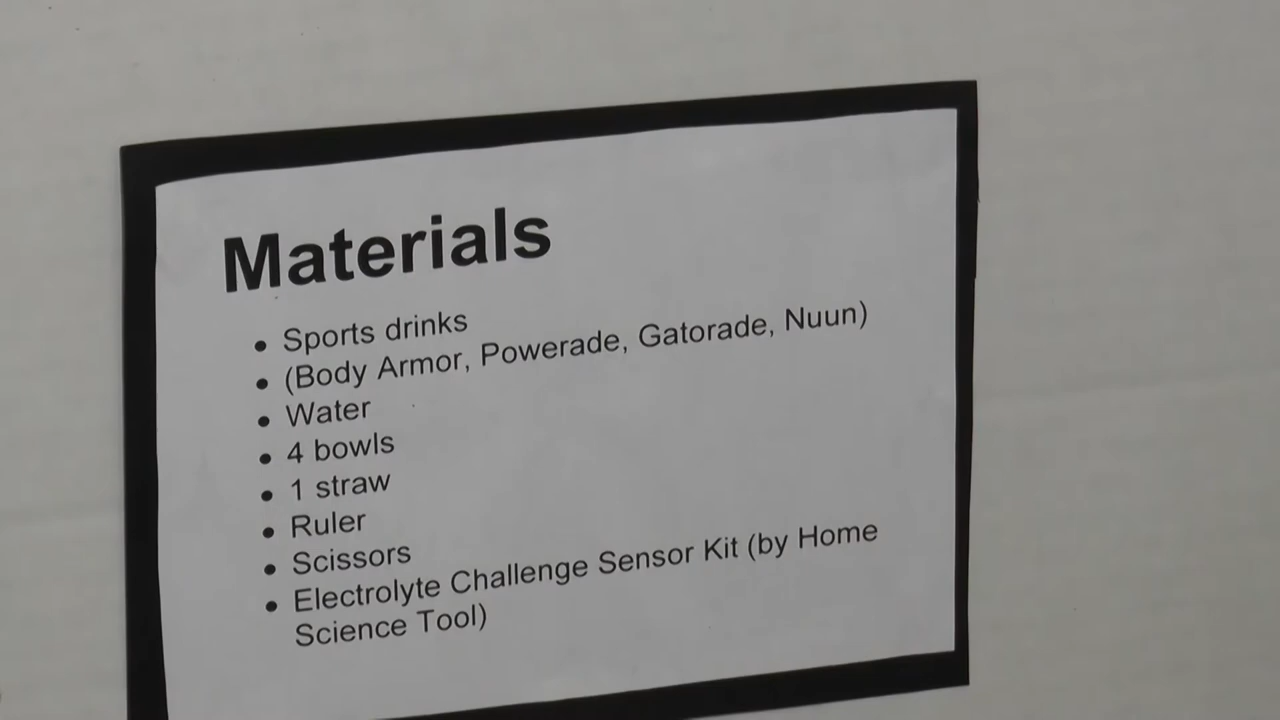 Materials
• Sports drinks
• (Body Armor, Powerade, Gatorade, Nuun)
• Water
• 4 bowls
• 1 straw
• Ruler
• Scissors
• Electrolyte Challenge Sensor Kit (by Home
Science Tool)